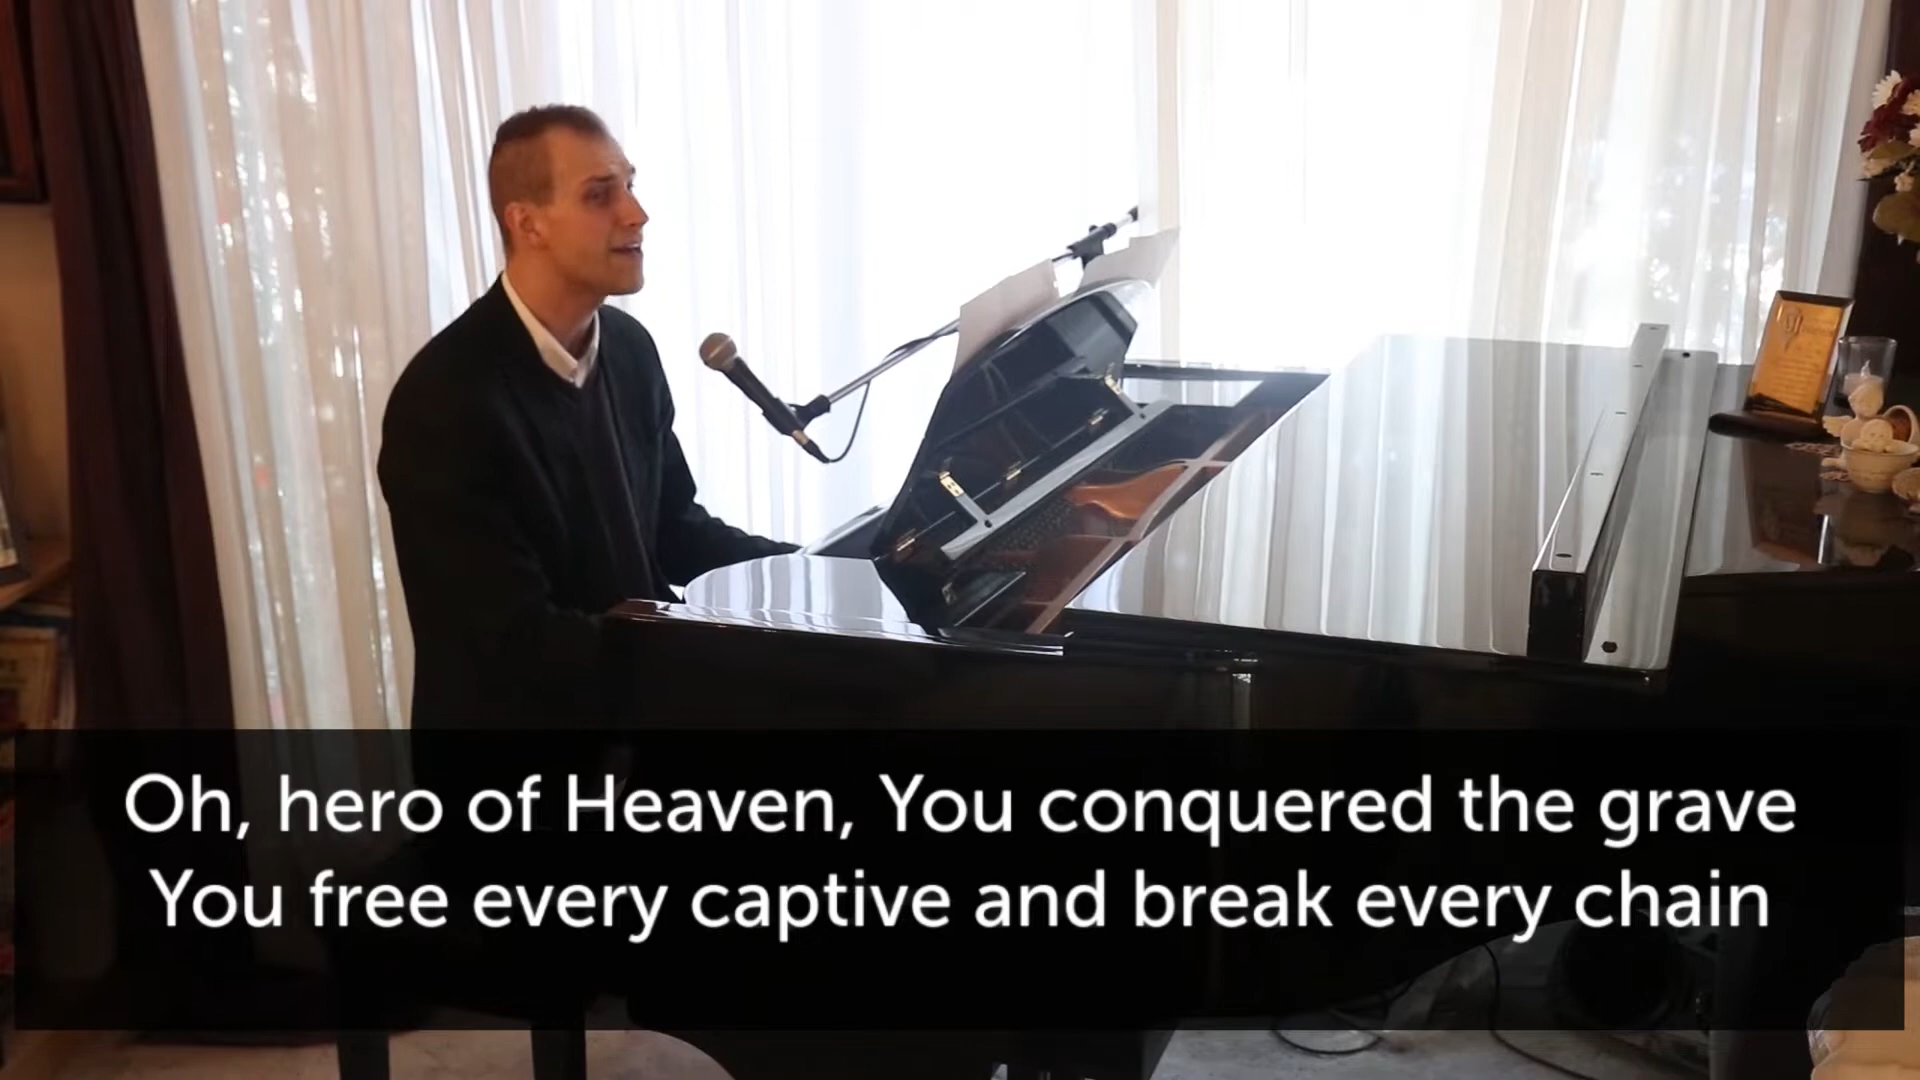 Oh, hero of Heaven, You conquered the grave
You free every captive and break every chain